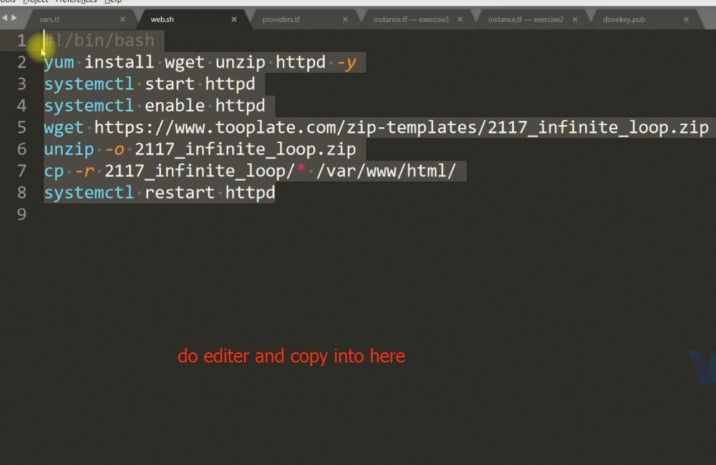 Project Preferences Help
vars.tf web.sh providers.tf instance.tf — exercise3 instance.tf — exercise2 dovekey.pub
1 #!/bin/bash
2 yum install wget unzip httpd -y
3 systemctl start httpd
4 systemctl enable httpd
5 wget https://www.tooplate.com/zip-templates/2117_infinite_loop.zip
6 unzip -o 2117_infinite_loop.zip
7 cp -r 2117_infinite_loop/* /var/www/html/
8 systemctl restart httpd
9
do editer and copy into here